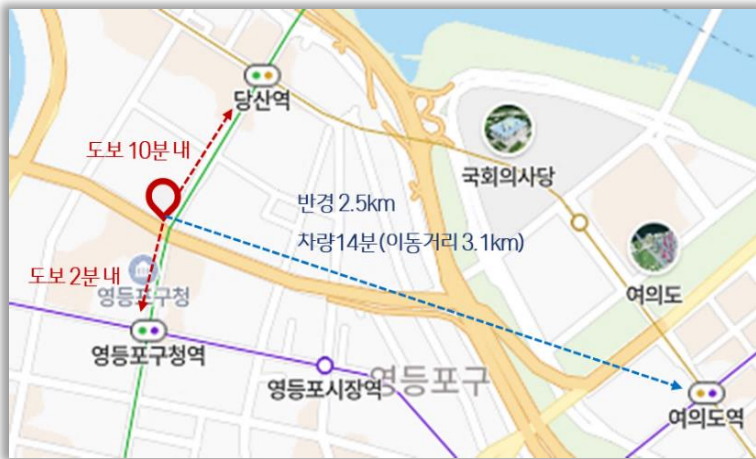 당산역
도보 10분 내
국회의사당
반경 2.5km
차량14분(이동거리 3.1km)
도보 2분 내
영등포구청
여의도
영등포구청역
영등포시장역
영등포구
여의도역